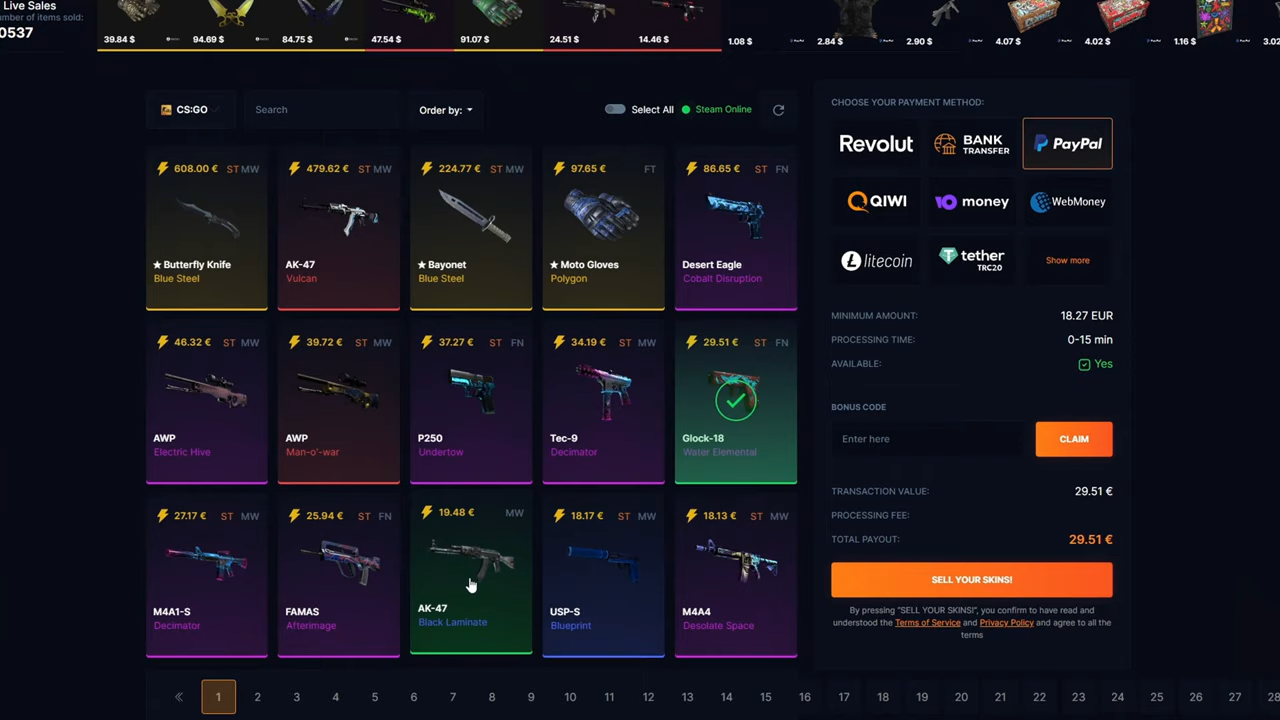 Live Sales
umber of items sold:
0537
39.84 $
94.69 $
84.75 $
47.54 $
91.07 $
24.51 $
14.46 $
1.08 $
2.84 $
2.90 $
4.07 $
4.02 $
1.16 $
3.02
CS:GO
Search
Order by:
Select All
Steam Online
608.00 € ST MW
★ Butterfly Knife
Blue Steel
479.62 € ST MW
AK-47
Vulcan
224.77 € ST MW
★ Bayonet
Blue Steel
97.65 € FT
★ Moto Gloves
Polygon
86.65 € ST FN
Desert Eagle
Cobalt Disruption
46.32 € ST MW
AWP
Electric Hive
39.72 € ST MW
AWP
Man-o'-war
37.27 € ST FN
P250
Undertow
34.19 € ST MW
Tec-9
Decimator
29.51 € ST FN
Glock-18
Water Elemental
27.17 € ST MW
M4A1-S
Decimator
25.94 € ST FN
FAMAS
Afterimage
19.48 € MW
AK-47
Black Laminate
18.17 € ST MW
USP-S
Blueprint
18.13 € ST MW
M4A4
Desolate Space
« 1 2 3 4 5 6 7 8 9 10 11 12 13 14 15 16 17 18 19 20 21 22 23 24 25 26 27 28
CHOOSE YOUR PAYMENT METHOD:
Revolut
BANK
TRANSFER
PayPal
QIWI
money
WebMoney
litecoin
tether
TRC20
Show more
MINIMUM AMOUNT: 18.27 EUR
PROCESSING TIME: 0-15 min
AVAILABLE: Yes
BONUS CODE
Enter here
CLAIM
TRANSACTION VALUE: 29.51 €
PROCESSING FEE:
TOTAL PAYOUT: 29.51 €
SELL YOUR SKINS!
By pressing "SELL YOUR SKINS!", you confirm to have read and
understood the Terms of Service and Privacy Policy and agree to all the
terms